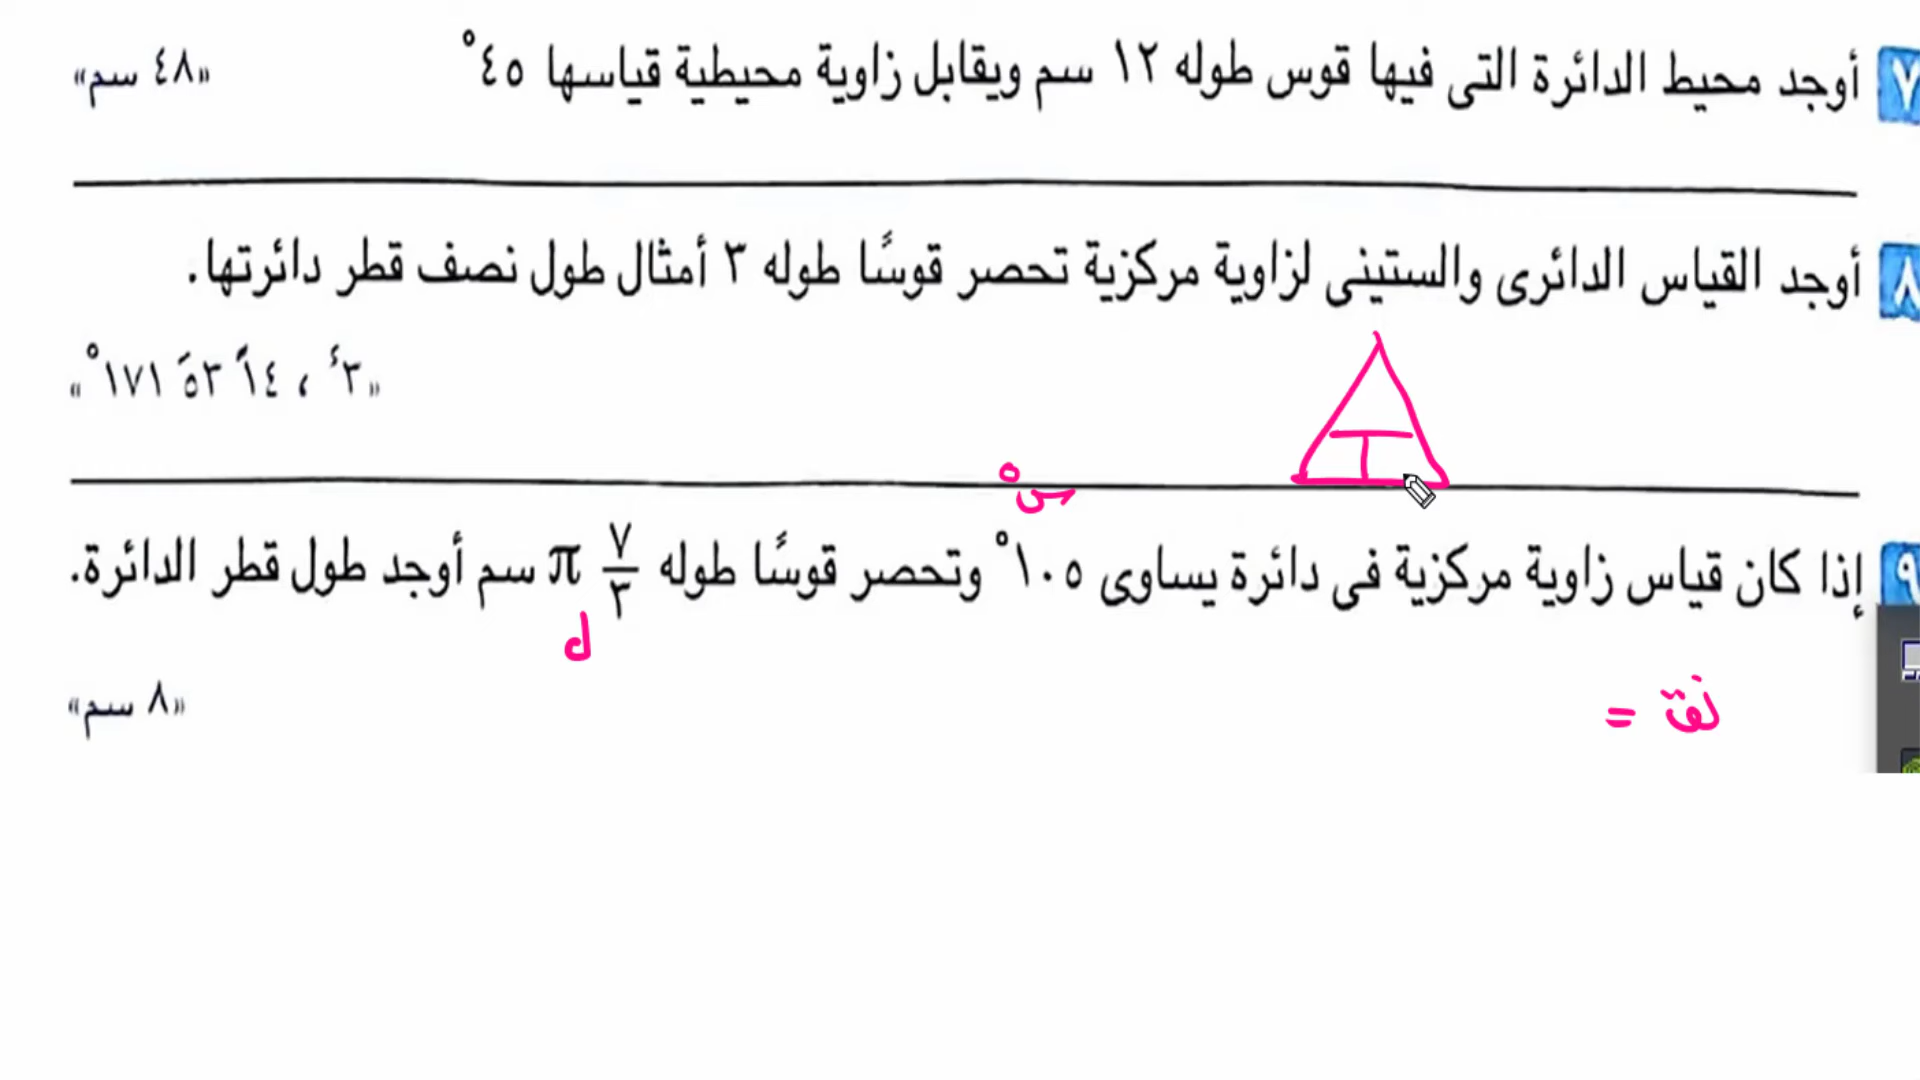 ٧ أوجد محيط الدائرة التى فيها قوس طوله ١٢ سم ويقابل زاوية محيطية قياسها ٤٥° «٤٨ سم»
٨ أوجد القياس الدائرى والستينى لزاوية مركزية تحصر قوسًا طوله ٣ أمثال طول نصف قطر دائرتها.
«٣ء ، ١٤ً ٥٣َ ١٧١°»
س°
٩ إذا كان قياس زاوية مركزية فى دائرة يساوى ١٠٥° وتحصر قوسًا طوله ٧/٣ π سم أوجد طول قطر الدائرة.
ل
نق =
«٨ سم»